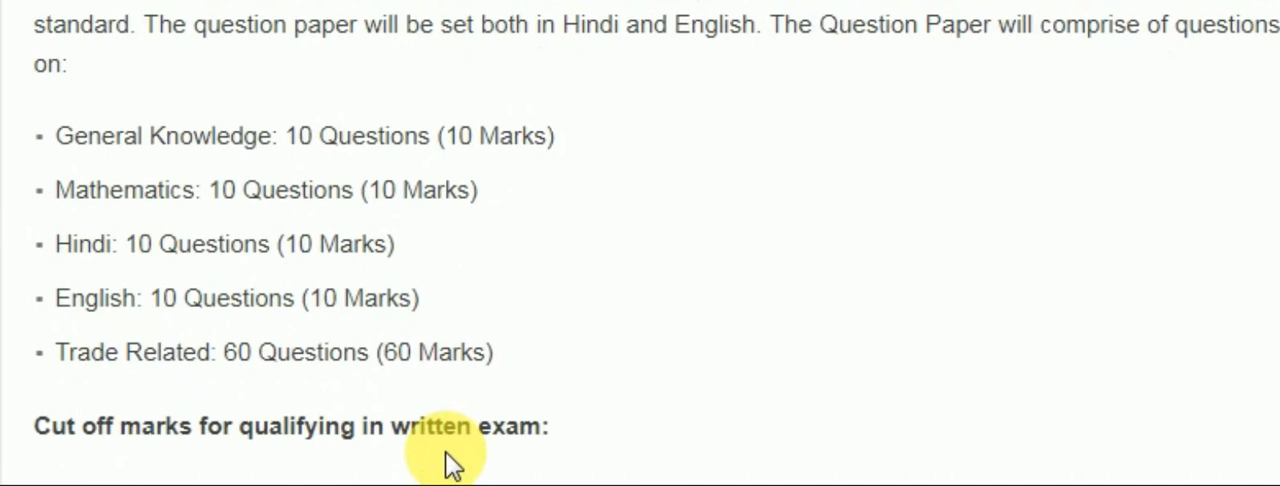 standard. The question paper will be set both in Hindi and English. The Question Paper will comprise of questions
on:
▪ General Knowledge: 10 Questions (10 Marks)
▪ Mathematics: 10 Questions (10 Marks)
▪ Hindi: 10 Questions (10 Marks)
▪ English: 10 Questions (10 Marks)
▪ Trade Related: 60 Questions (60 Marks)
Cut off marks for qualifying in written exam: